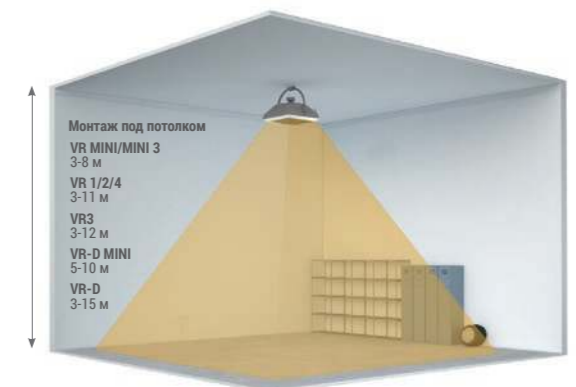 Монтаж под потолком
VR MINI/MINI 3
3-8 м
VR 1/2/4
3-11 м
VR3
3-12 м
VR-D MINI
5-10 м
VR-D
3-15 м